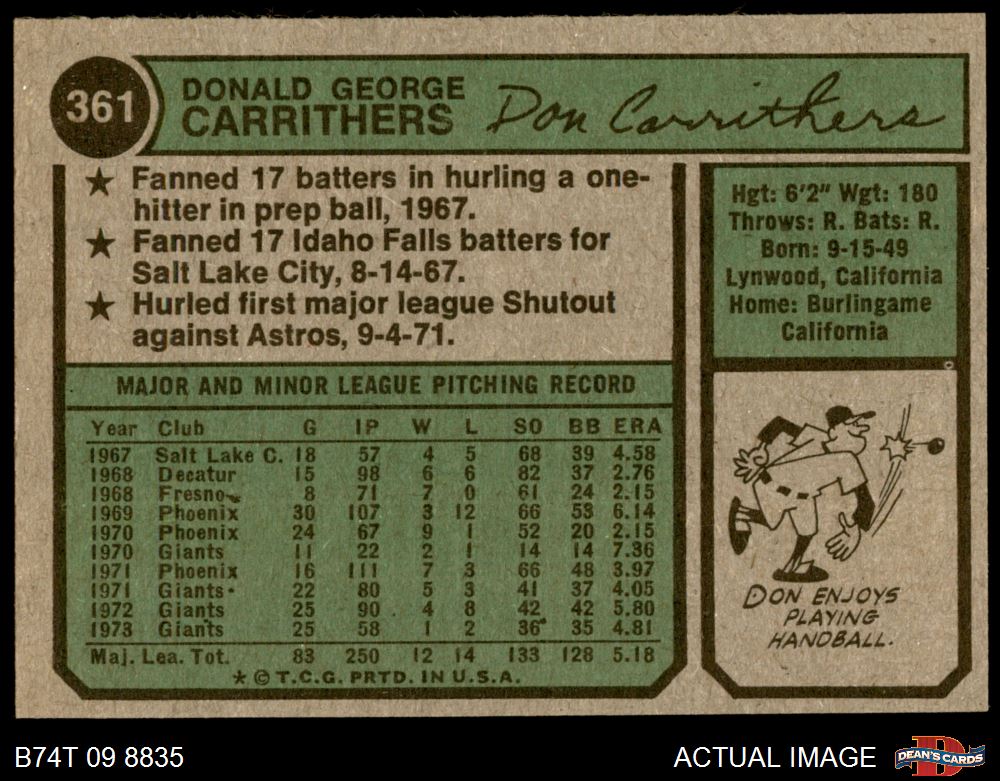 361
DONALD GEORGE
CARRITHERS
Don Carrithers
★ Fanned 17 batters in hurling a one-
hitter in prep ball, 1967.
★ Fanned 17 Idaho Falls batters for
Salt Lake City, 8-14-67.
★ Hurled first major league Shutout
against Astros, 9-4-71.
Hgt: 6'2" Wgt: 180
Throws: R. Bats: R.
Born: 9-15-49
Lynwood, California
Home: Burlingame
California
MAJOR AND MINOR LEAGUE PITCHING RECORD
Year Club G IP W L SO BB ERA
1967 Salt Lake C. 18 57 4 5 68 39 4.58
1968 Decatur 15 98 6 6 82 37 2.76
1968 Fresno 8 71 7 0 61 24 2.15
1969 Phoenix 30 107 3 12 66 53 6.14
1970 Phoenix 24 67 9 1 52 20 2.15
1970 Giants 11 22 2 1 14 14 7.36
1971 Phoenix 16 111 7 3 66 48 3.97
1971 Giants 22 80 5 3 41 37 4.05
1972 Giants 25 90 4 8 42 42 5.80
1973 Giants 25 58 1 2 36 35 4.81
Maj. Lea. Tot. 83 250 12 14 133 128 5.18
★ © T.C.G. PRTD. IN U.S.A.
DON ENJOYS
PLAYING
HANDBALL.
B74T 09 8835
ACTUAL IMAGE
D
DEAN'S CARDS